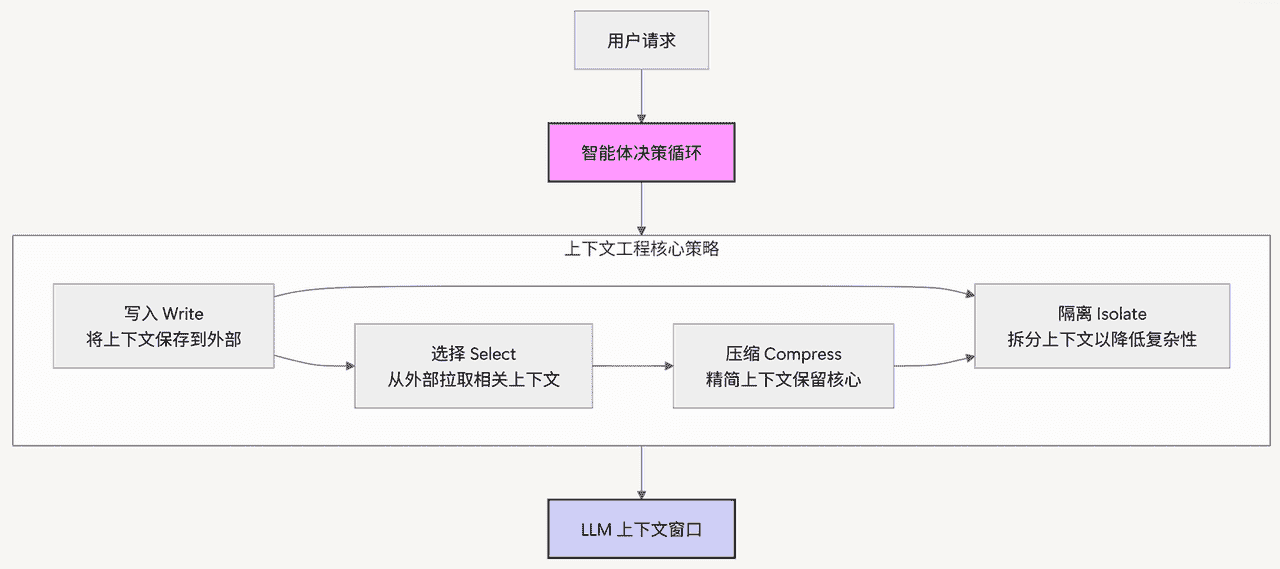 用户请求
智能体决策循环
上下文工程核心策略
写入 Write
将上下文保存到外部
选择 Select
从外部拉取相关上下文
压缩 Compress
精简上下文保留核心
隔离 Isolate
拆分上下文以降低复杂性
LLM 上下文窗口